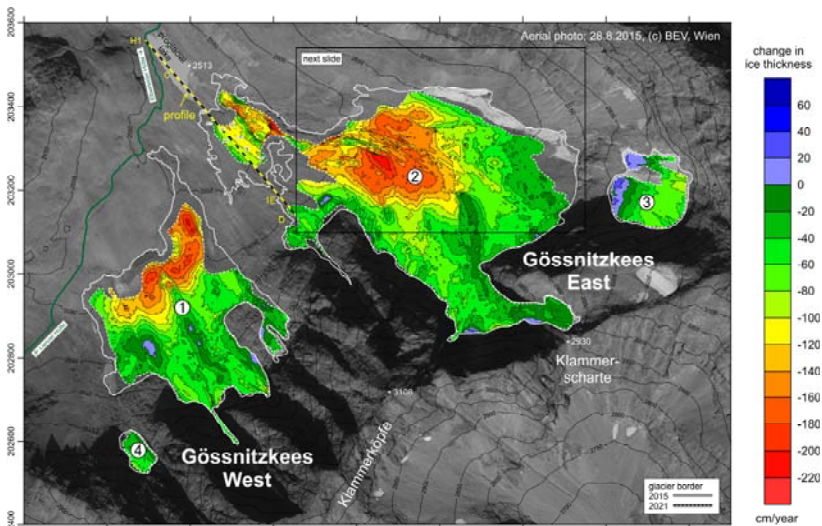 Aerial photo: 28.8.2015, (c) BEV, Wien
203600
203400
203200
203000
202800
202600
H1
2513
profile
next slide
D
1
2
3
4
Gössnitzkees
East
Gössnitzkees
West
2930
Klammer-
scharte
3108
Klammerköpfe
glacier border
2015
2021
change in
ice thickness
60
40
20
0
-20
-40
-60
-80
-100
-120
-140
-160
-180
-200
-220
cm/year